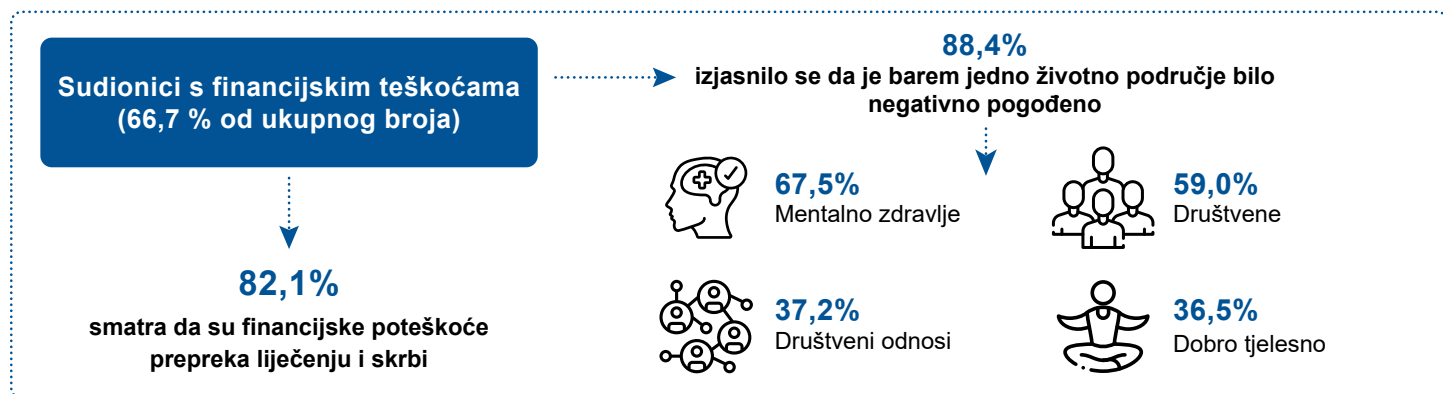 Sudionici s financijskim teškoćama
(66,7 % od ukupnog broja)
88,4%
izjasnilo se da je barem jedno životno područje bilo
negativno pogođeno
82,1%
smatra da su financijske poteškoće
prepreka liječenju i skrbi
67,5%
Mentalno zdravlje
59,0%
Društvene
37,2%
Društveni odnosi
36,5%
Dobro tjelesno